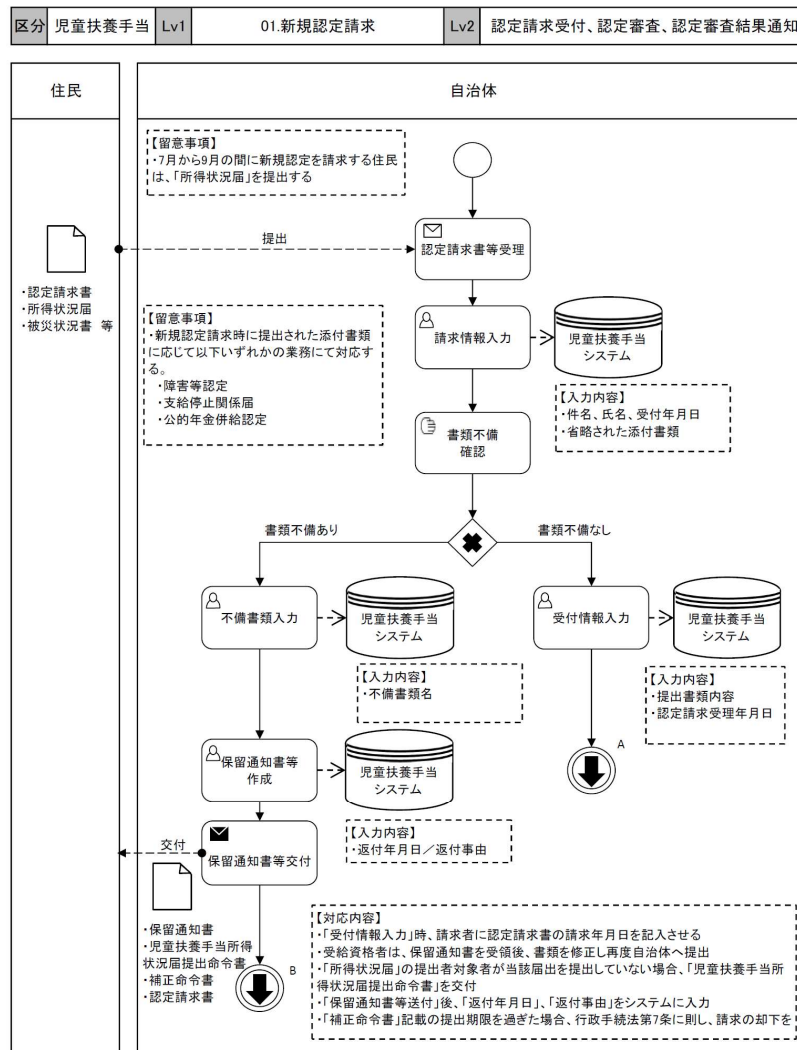 区分 児童扶養手当 Lv1 01.新規認定請求 Lv2 認定請求受付、認定審査、認定審査結果通知
住民
自治体
【留意事項】
・7月から9月の間に新規認定を請求する住民
は、「所得状況届」を提出する
提出
認定請求書等受理
・認定請求書
・所得状況届
・被災状況書 等
【留意事項】
・新規認定請求時に提出された添付書類
に応じて以下いずれかの業務にて対応す
る。
・障害等認定
・支給停止関係届
・公的年金併給認定
請求情報入力
児童扶養手当
システム
【入力内容】
・件名、氏名、受付年月日
・省略された添付書類
書類不備
確認
書類不備あり
書類不備なし
不備書類入力
児童扶養手当
システム
受付情報入力
児童扶養手当
システム
【入力内容】
・不備書類名
【入力内容】
・提出書類内容
・認定請求受理年月日
A
保留通知書等
作成
児童扶養手当
システム
【入力内容】
・返付年月日／返付事由
交付
保留通知書等交付
・保留通知書
・児童扶養手当所得
状況届提出命令書
・補正命令書
・認定請求書
B
【対応内容】
・「受付情報入力」時、請求者に認定請求書の請求年月日を記入させる
・受給資格者は、保留通知書を受領後、書類を修正し再度自治体へ提出
・「所得状況届」の提出者対象者が当該届出を提出していない場合、「児童扶養手当所
得状況届提出命令書」を交付
・「保留通知書等送付」後、「返付年月日」、「返付事由」をシステムに入力
・「補正命令書」記載の提出期限を過ぎた場合、行政手続法第7条に則し、請求の却下を